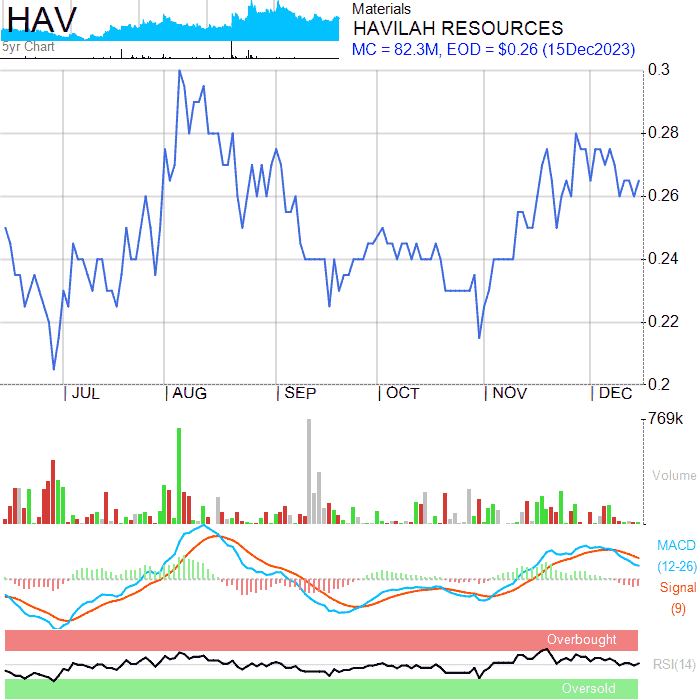 HAV
5yr Chart
Materials
HAVILAH RESOURCES
MC = 82.3M, EOD = $0.26 (15Dec2023)
0.3
0.28
0.26
0.24
0.22
0.2
JUL
AUG
SEP
OCT
NOV
DEC
769k
Volume
MACD
(12-26)
Signal
(9)
Overbought
RSI(14)
Oversold